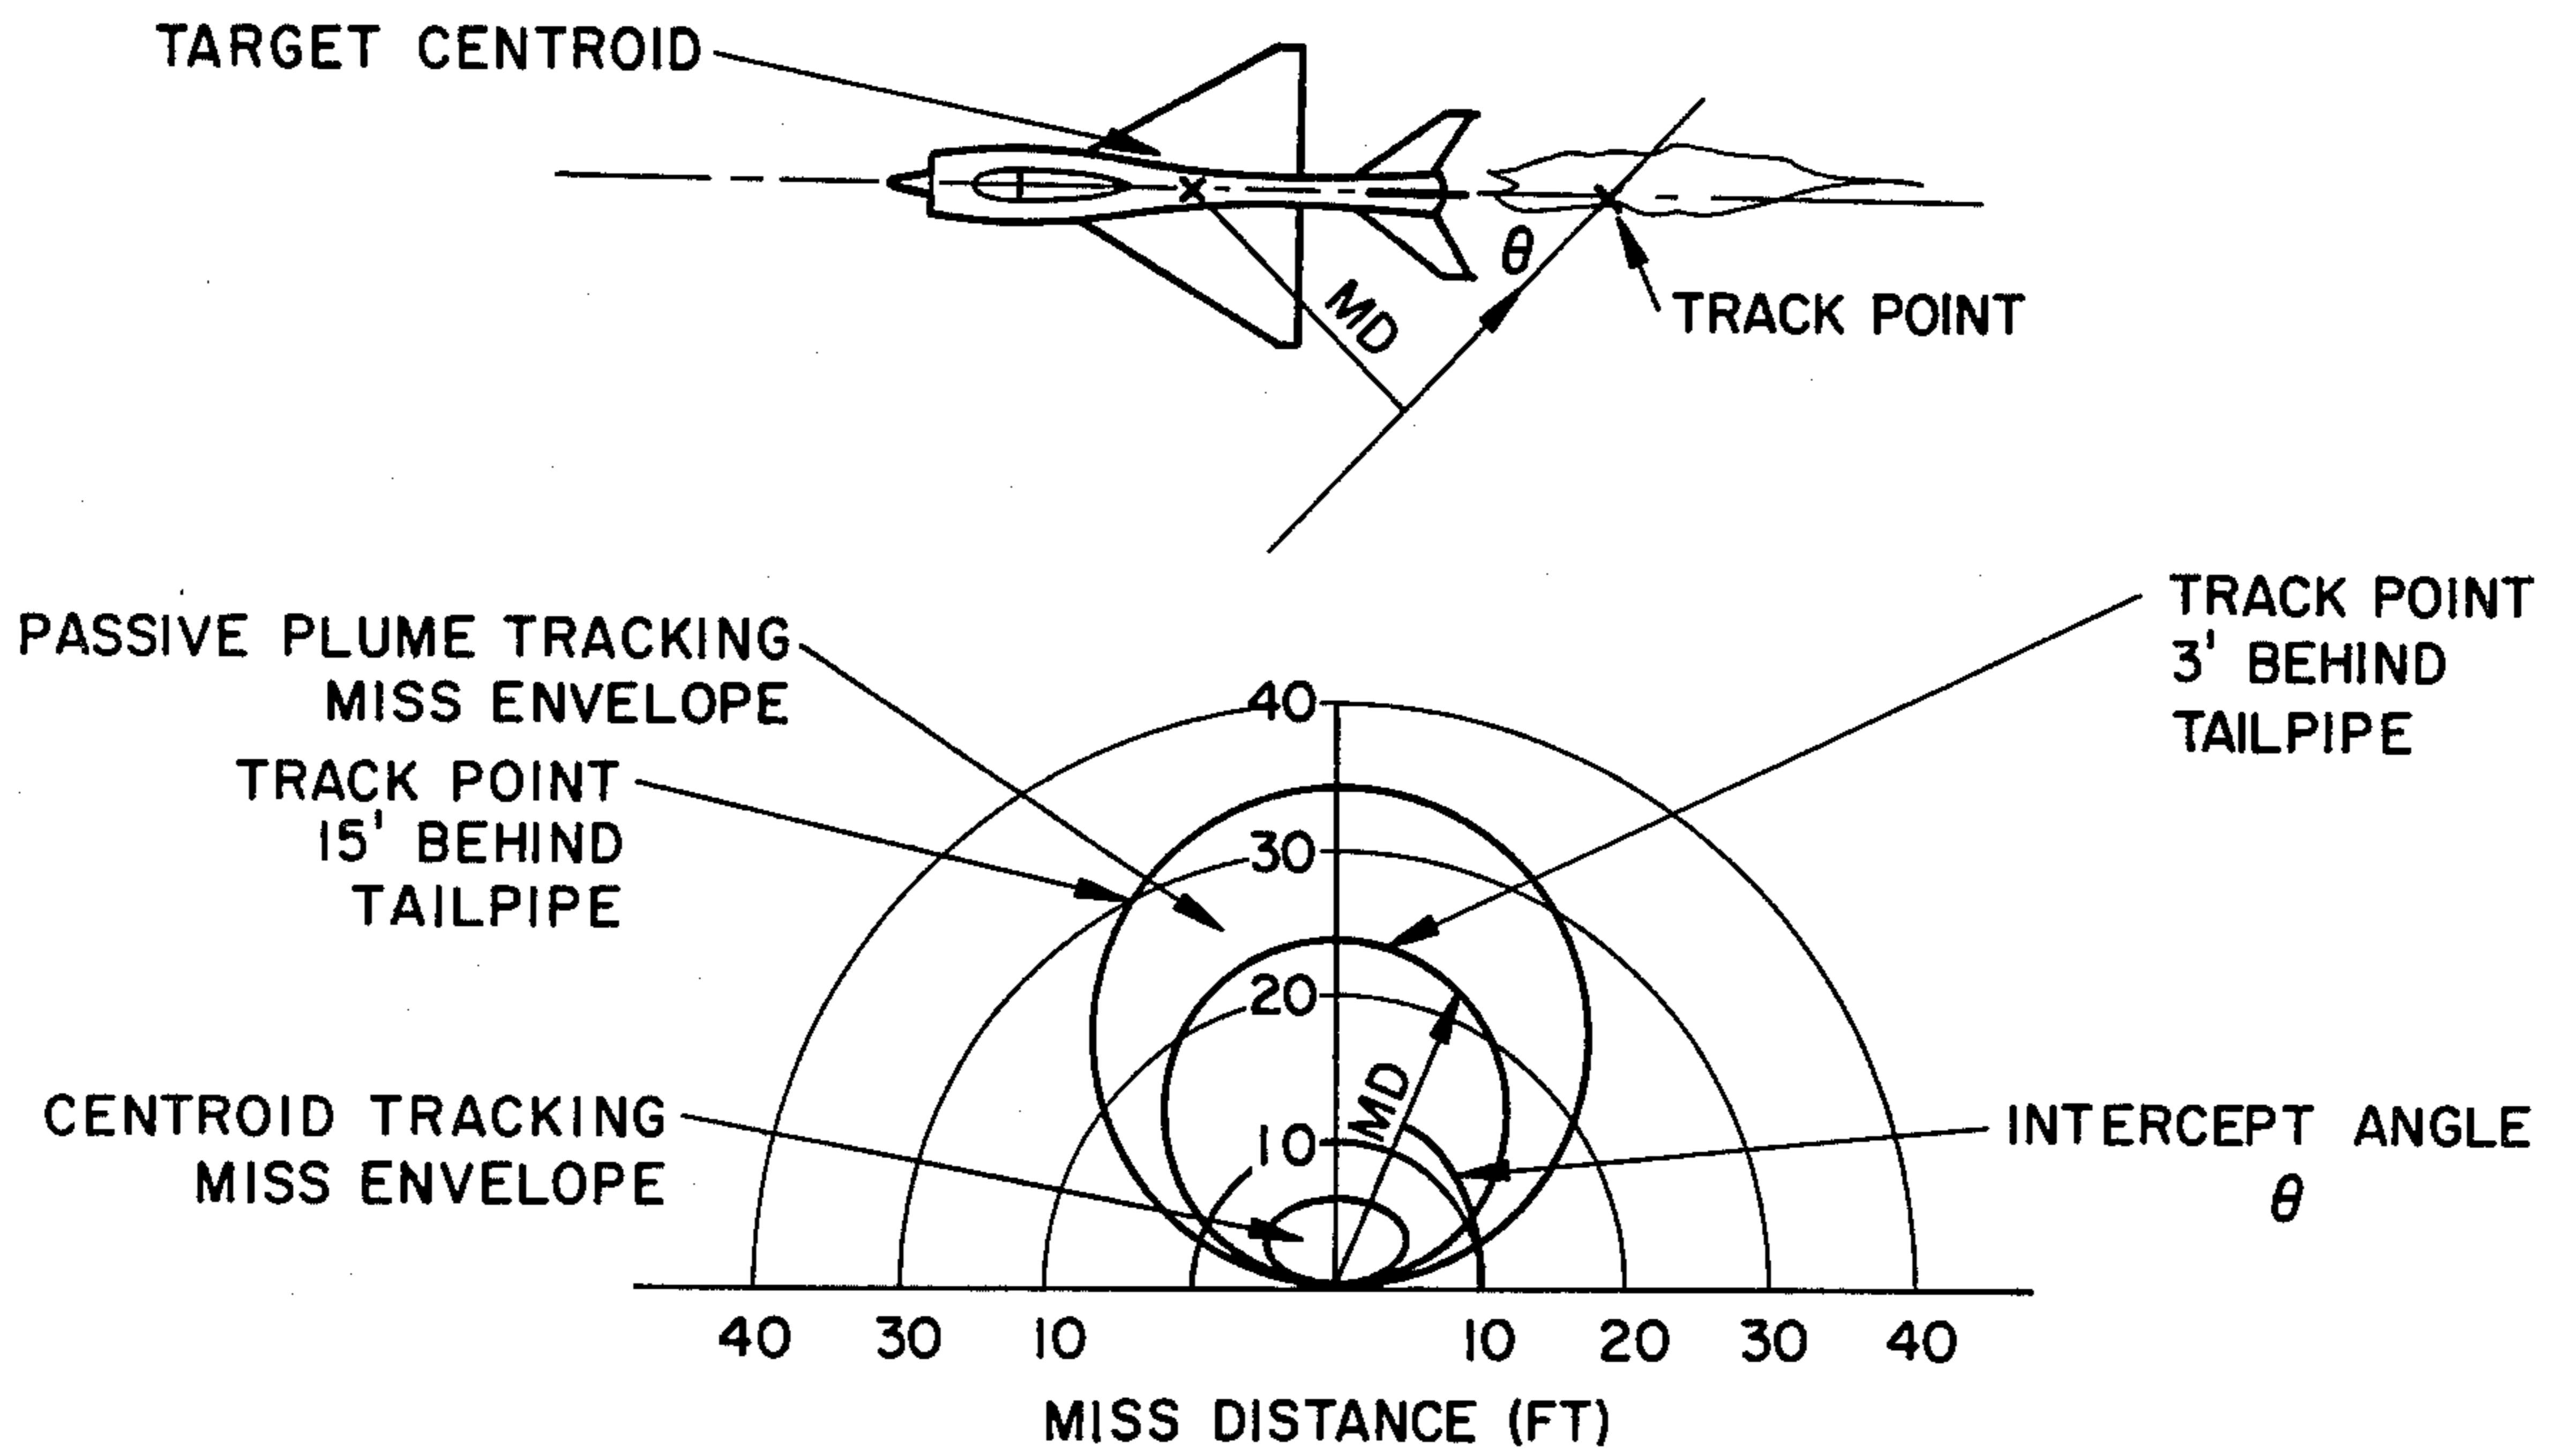 TARGET CENTROID
MD
θ
TRACK POINT
PASSIVE PLUME TRACKING
MISS ENVELOPE
TRACK POINT
15' BEHIND
TAILPIPE
TRACK POINT
3' BEHIND
TAILPIPE
40
30
20
10
MD
CENTROID TRACKING
MISS ENVELOPE
INTERCEPT ANGLE
θ
40 30 10 10 20 30 40
MISS DISTANCE (FT)